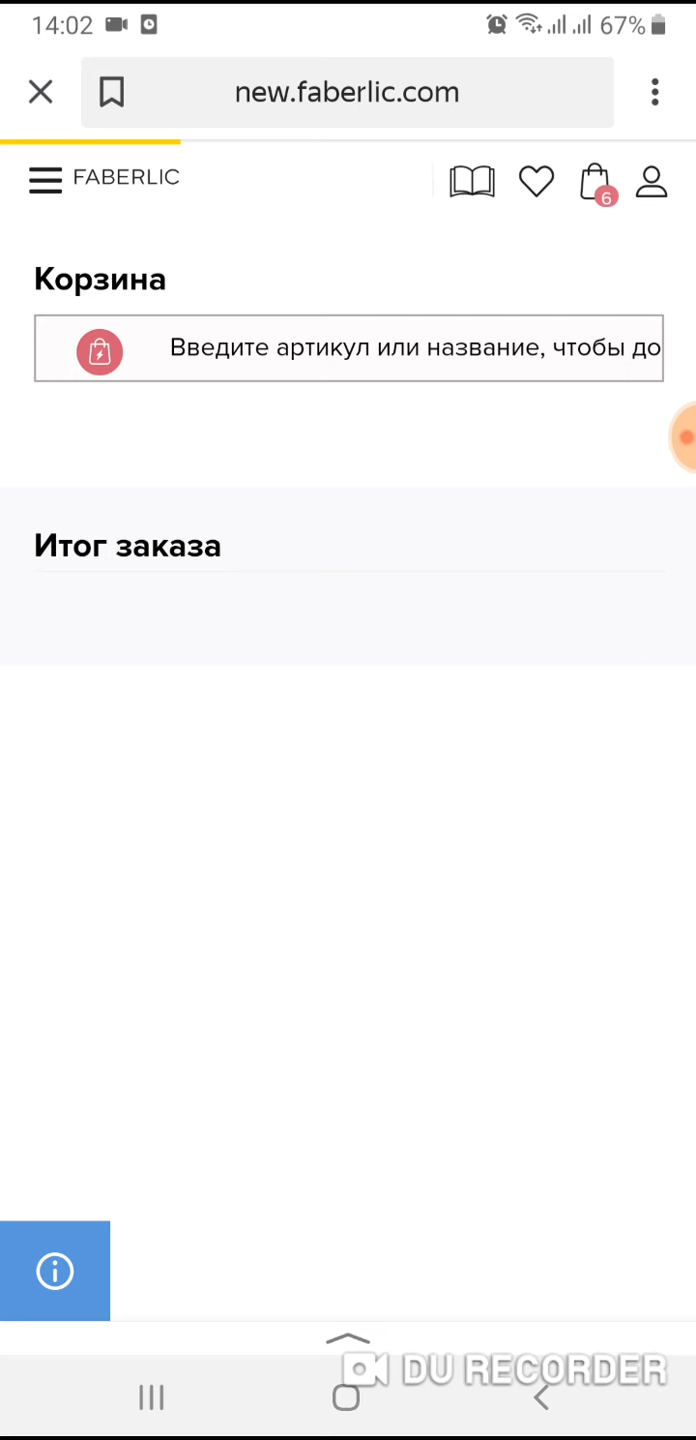 14:02
67%
new.faberlic.com
FABERLIC
6
Корзина
Введите артикул или название, чтобы до
Итог заказа
DU RECORDER